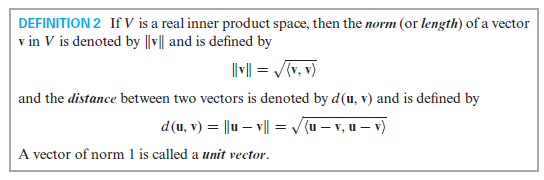 DEFINITION 2 If V is a real inner product space, then the norm (or length) of a vector
v in V is denoted by ‖v‖ and is defined by
‖v‖ = √⟨v, v⟩
and the distance between two vectors is denoted by d(u, v) and is defined by
d(u, v) = ‖u − v‖ = √⟨u − v, u − v⟩
A vector of norm 1 is called a unit vector.